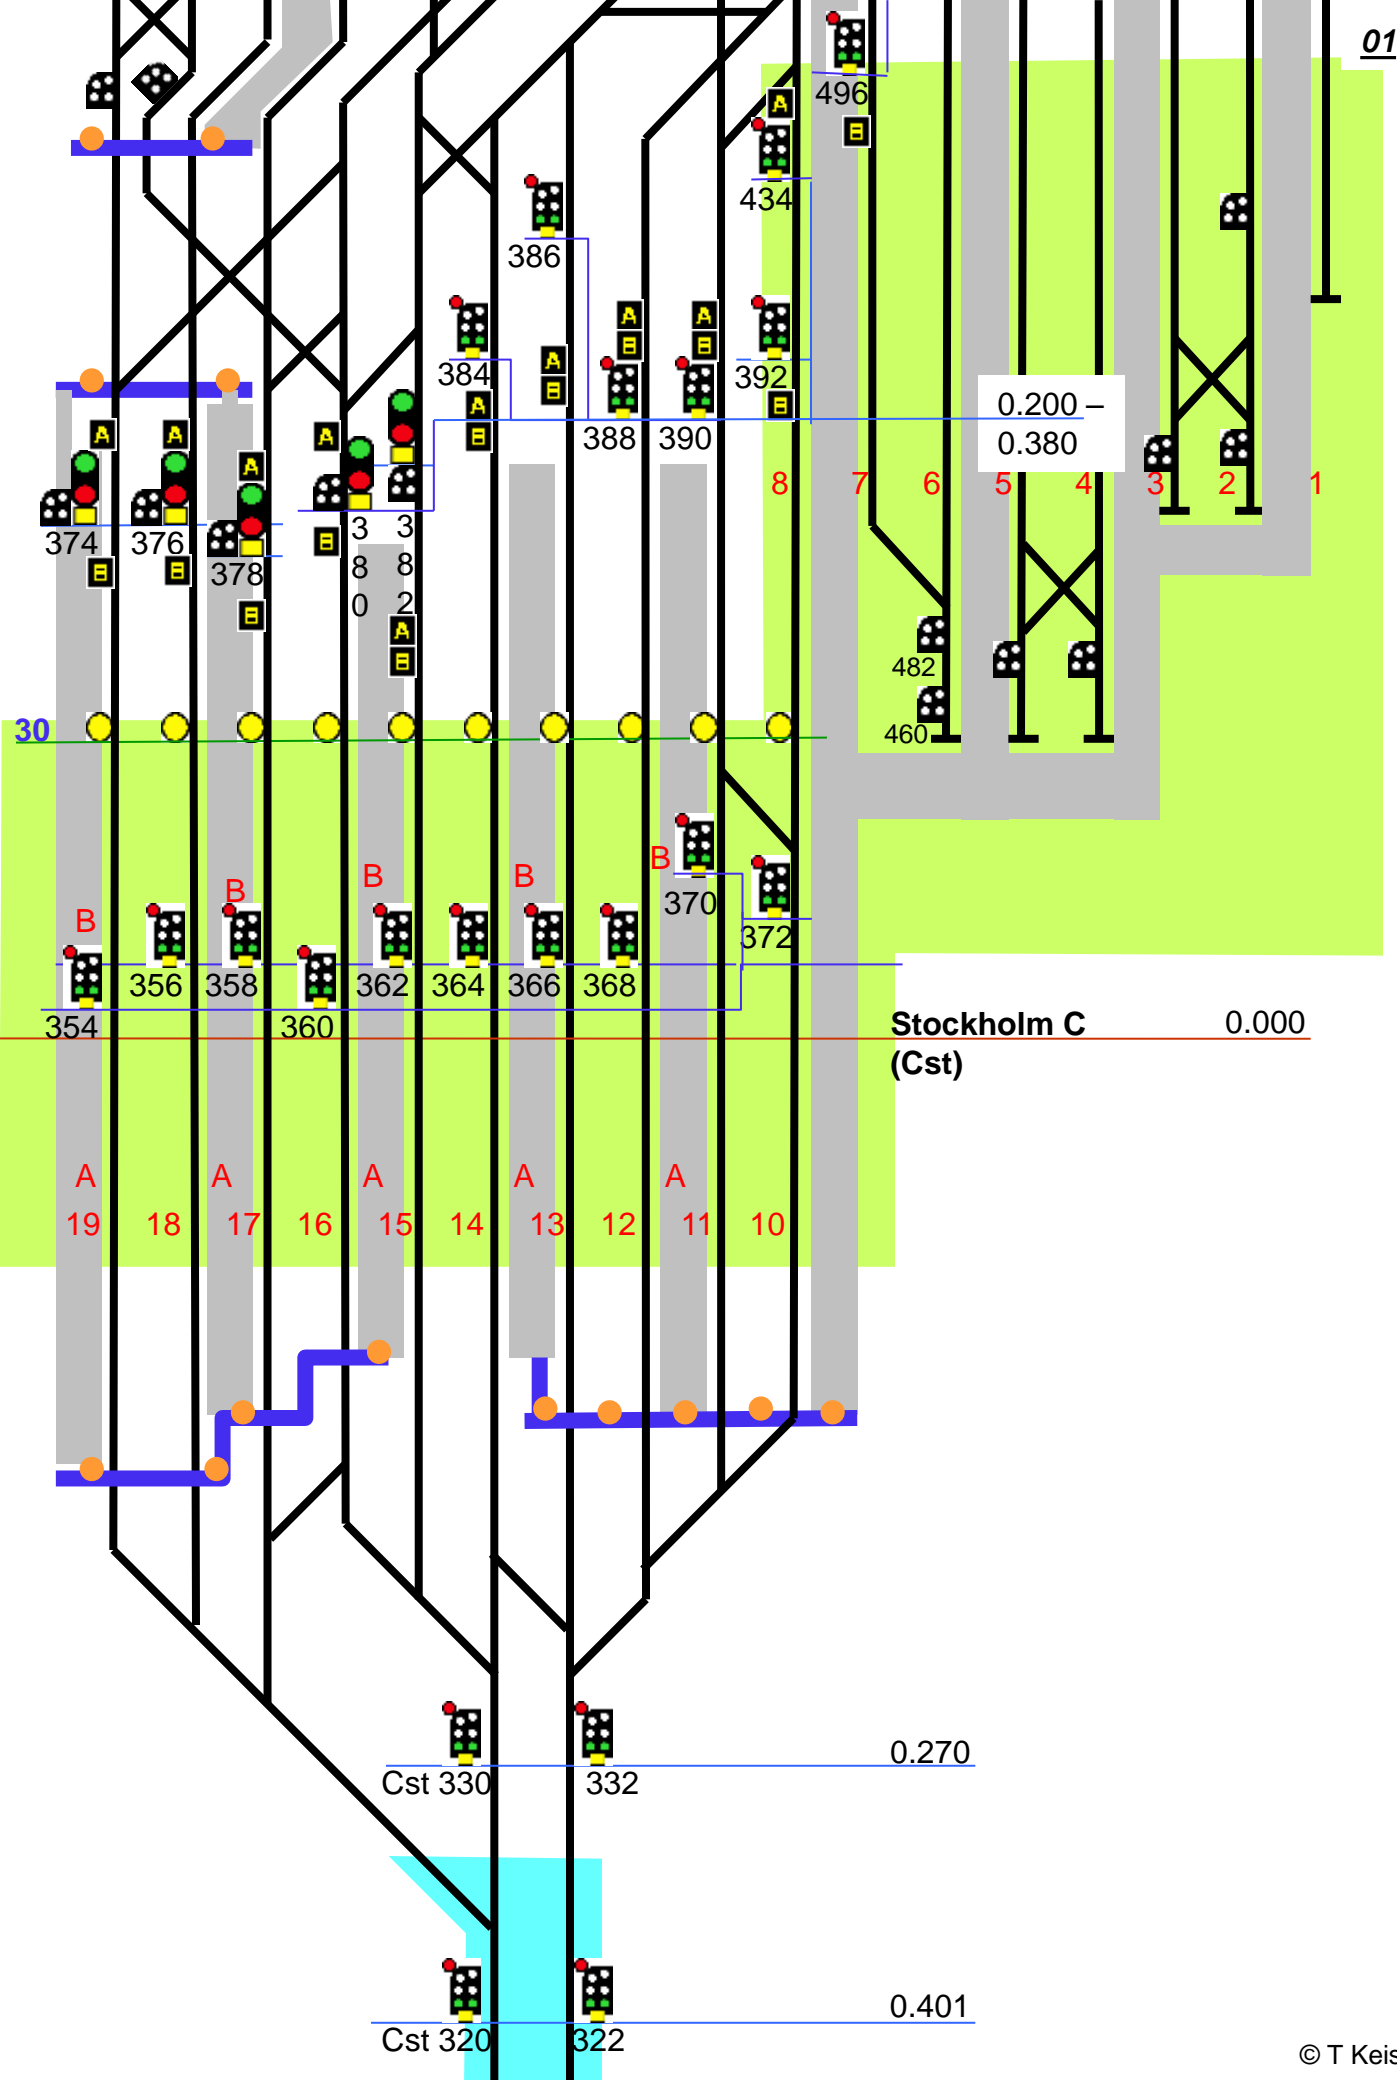 01
496
A
B
434
386
A
A
A
B
B
B
384
392
A
B
B
388
390
0.200 –
0.380
A
A
A
A
8
7
6
5
4
3
2
1
374
376
378
3
8
0
3
8
2
B
B
B
B
A
B
482
460
30
B
B
B
B
B
370
372
356
358
362
364
366
368
354
360
Stockholm C
0.000
(Cst)
A
A
A
A
A
19
18
17
16
15
14
13
12
11
10
0.270
Cst 330
332
0.401
Cst 320
322
© T Keis